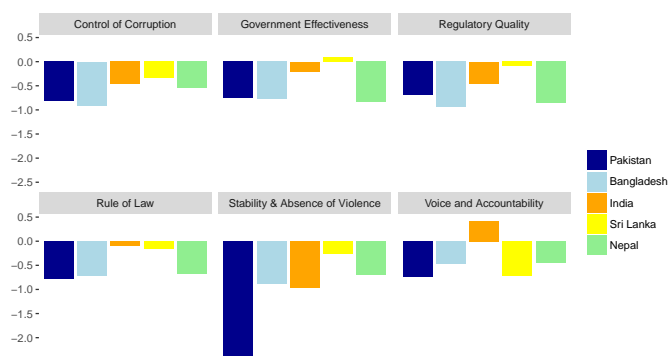 Control of Corruption Government Effectiveness Regulatory Quality
0.5
0.0
−0.5
−1.0
−1.5
−2.0
−2.5
Rule of Law Stability & Absence of Violence Voice and Accountability
0.5
0.0
−0.5
−1.0
−1.5
−2.0
Pakistan
Bangladesh
India
Sri Lanka
Nepal